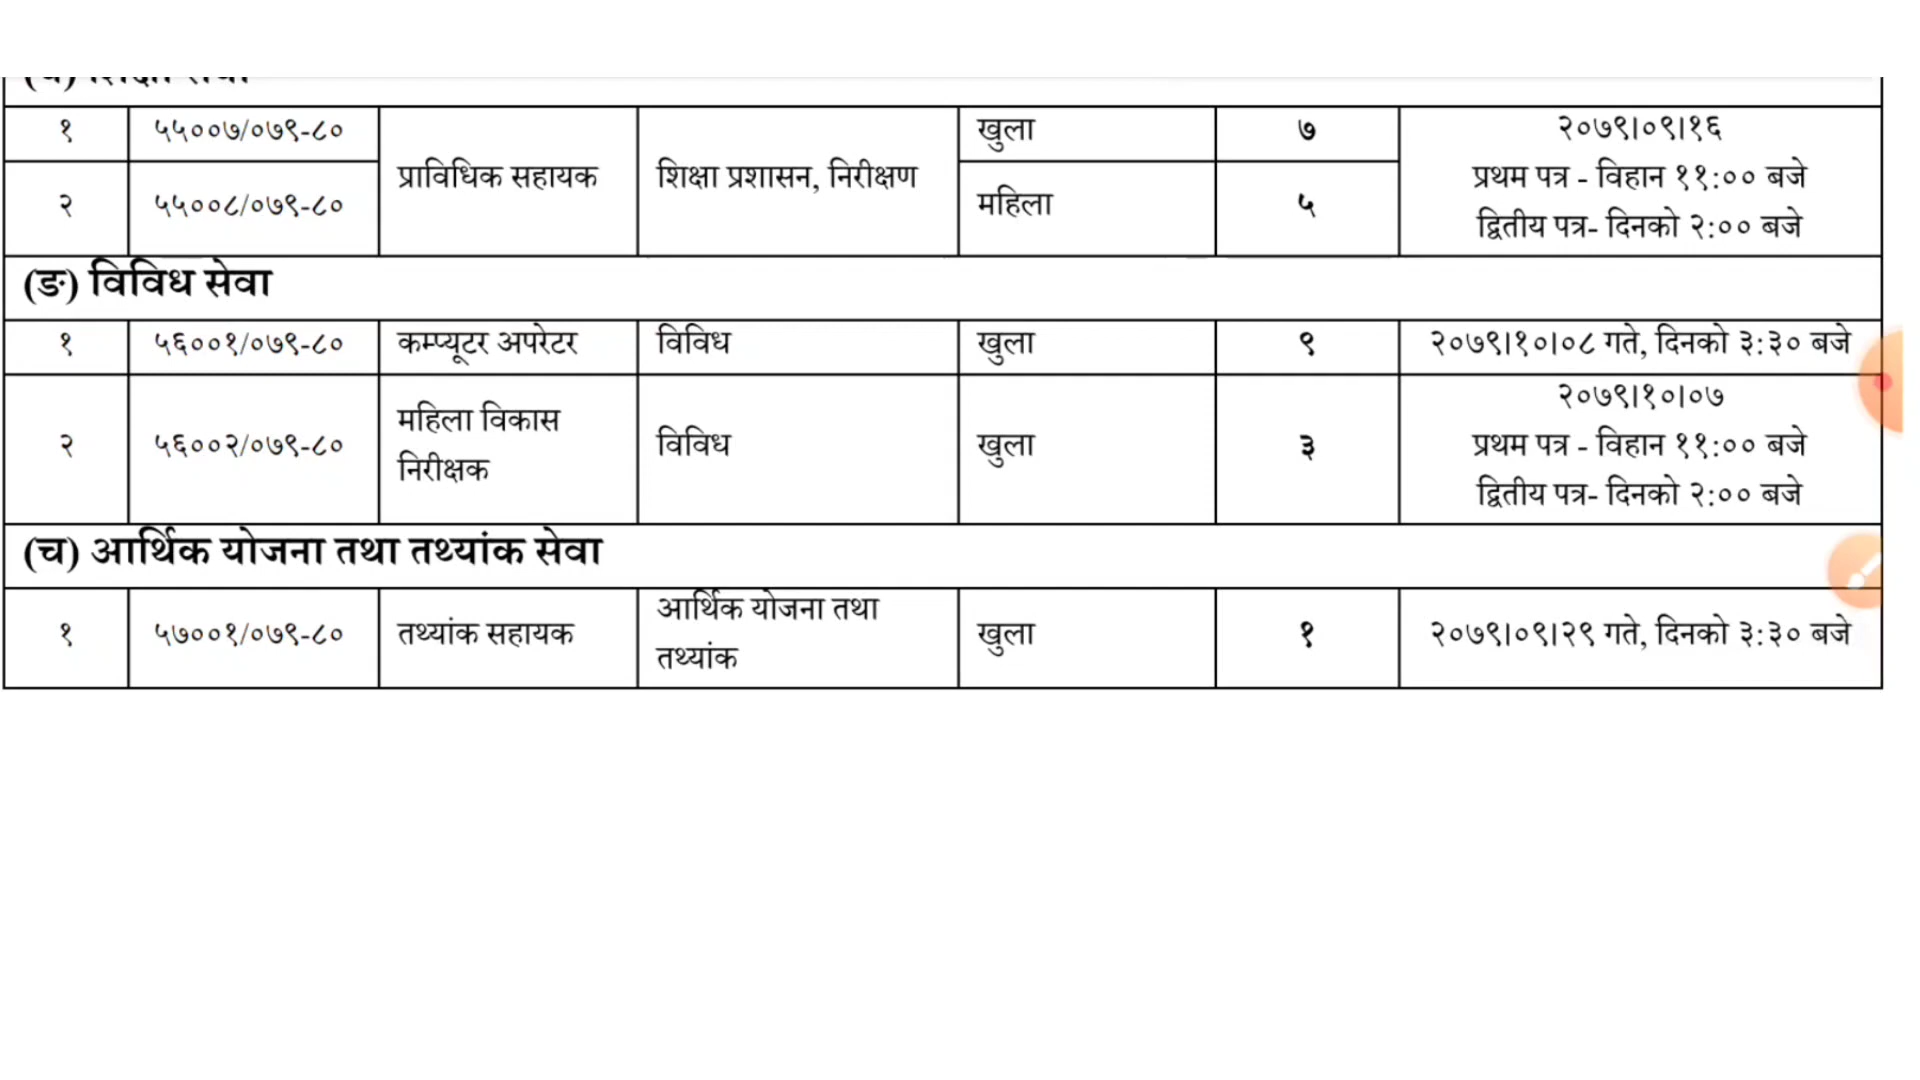 १ ५५००७/०७९-८० प्राविधिक सहायक शिक्षा प्रशासन, निरीक्षण खुला ७ २०७९।०९।१६
प्रथम पत्र - विहान ११:०० बजे
२ ५५००८/०७९-८० महिला ५
द्वितीय पत्र- दिनको २:०० बजे
(ङ) विविध सेवा
१ ५६००१/०७९-८० कम्प्यूटर अपरेटर विविध खुला ९ २०७९।१०।०८ गते, दिनको ३:३० बजे
२ ५६००२/०७९-८० महिला विकास
निरीक्षक
विविध खुला ३ २०७९।१०।०७
प्रथम पत्र - विहान ११:०० बजे
द्वितीय पत्र- दिनको २:०० बजे
(च) आर्थिक योजना तथा तथ्यांक सेवा
१ ५७००१/०७९-८० तथ्यांक सहायक आर्थिक योजना तथा
तथ्यांक
खुला १ २०७९।०९।२९ गते, दिनको ३:३० बजे